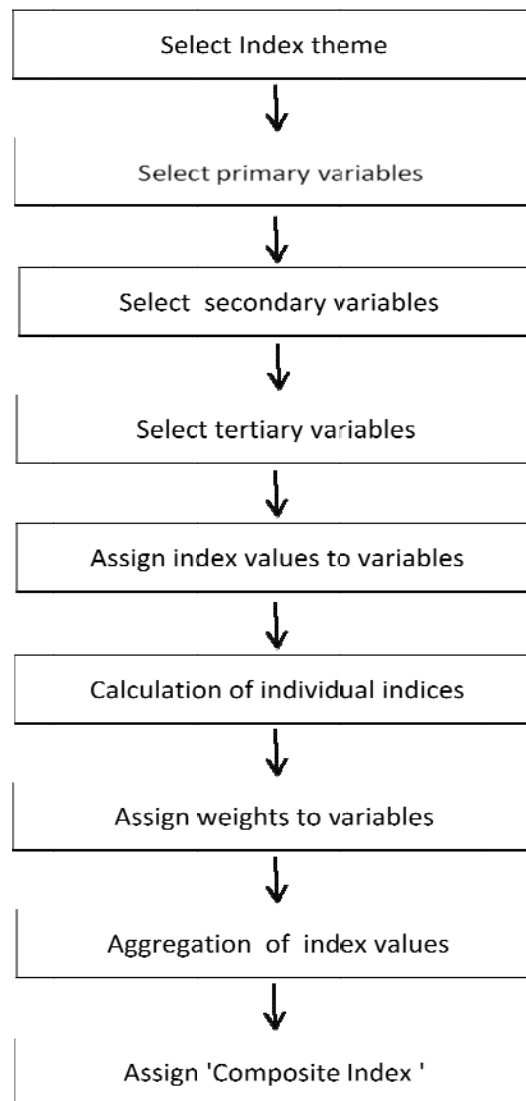 Select Index theme
Select primary variables
Select secondary variables
Select tertiary variables
Assign index values to variables
Calculation of individual indices
Assign weights to variables
Aggregation of index values
Assign 'Composite Index '